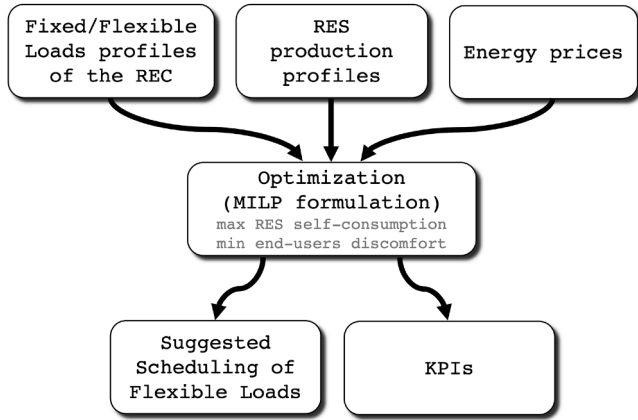 Fixed/Flexible
Loads profiles
of the REC
RES
production
profiles
Energy prices
Optimization
(MILP formulation)
max RES self-consumption
min end-users discomfort
Suggested
Scheduling of
Flexible Loads
KPIs